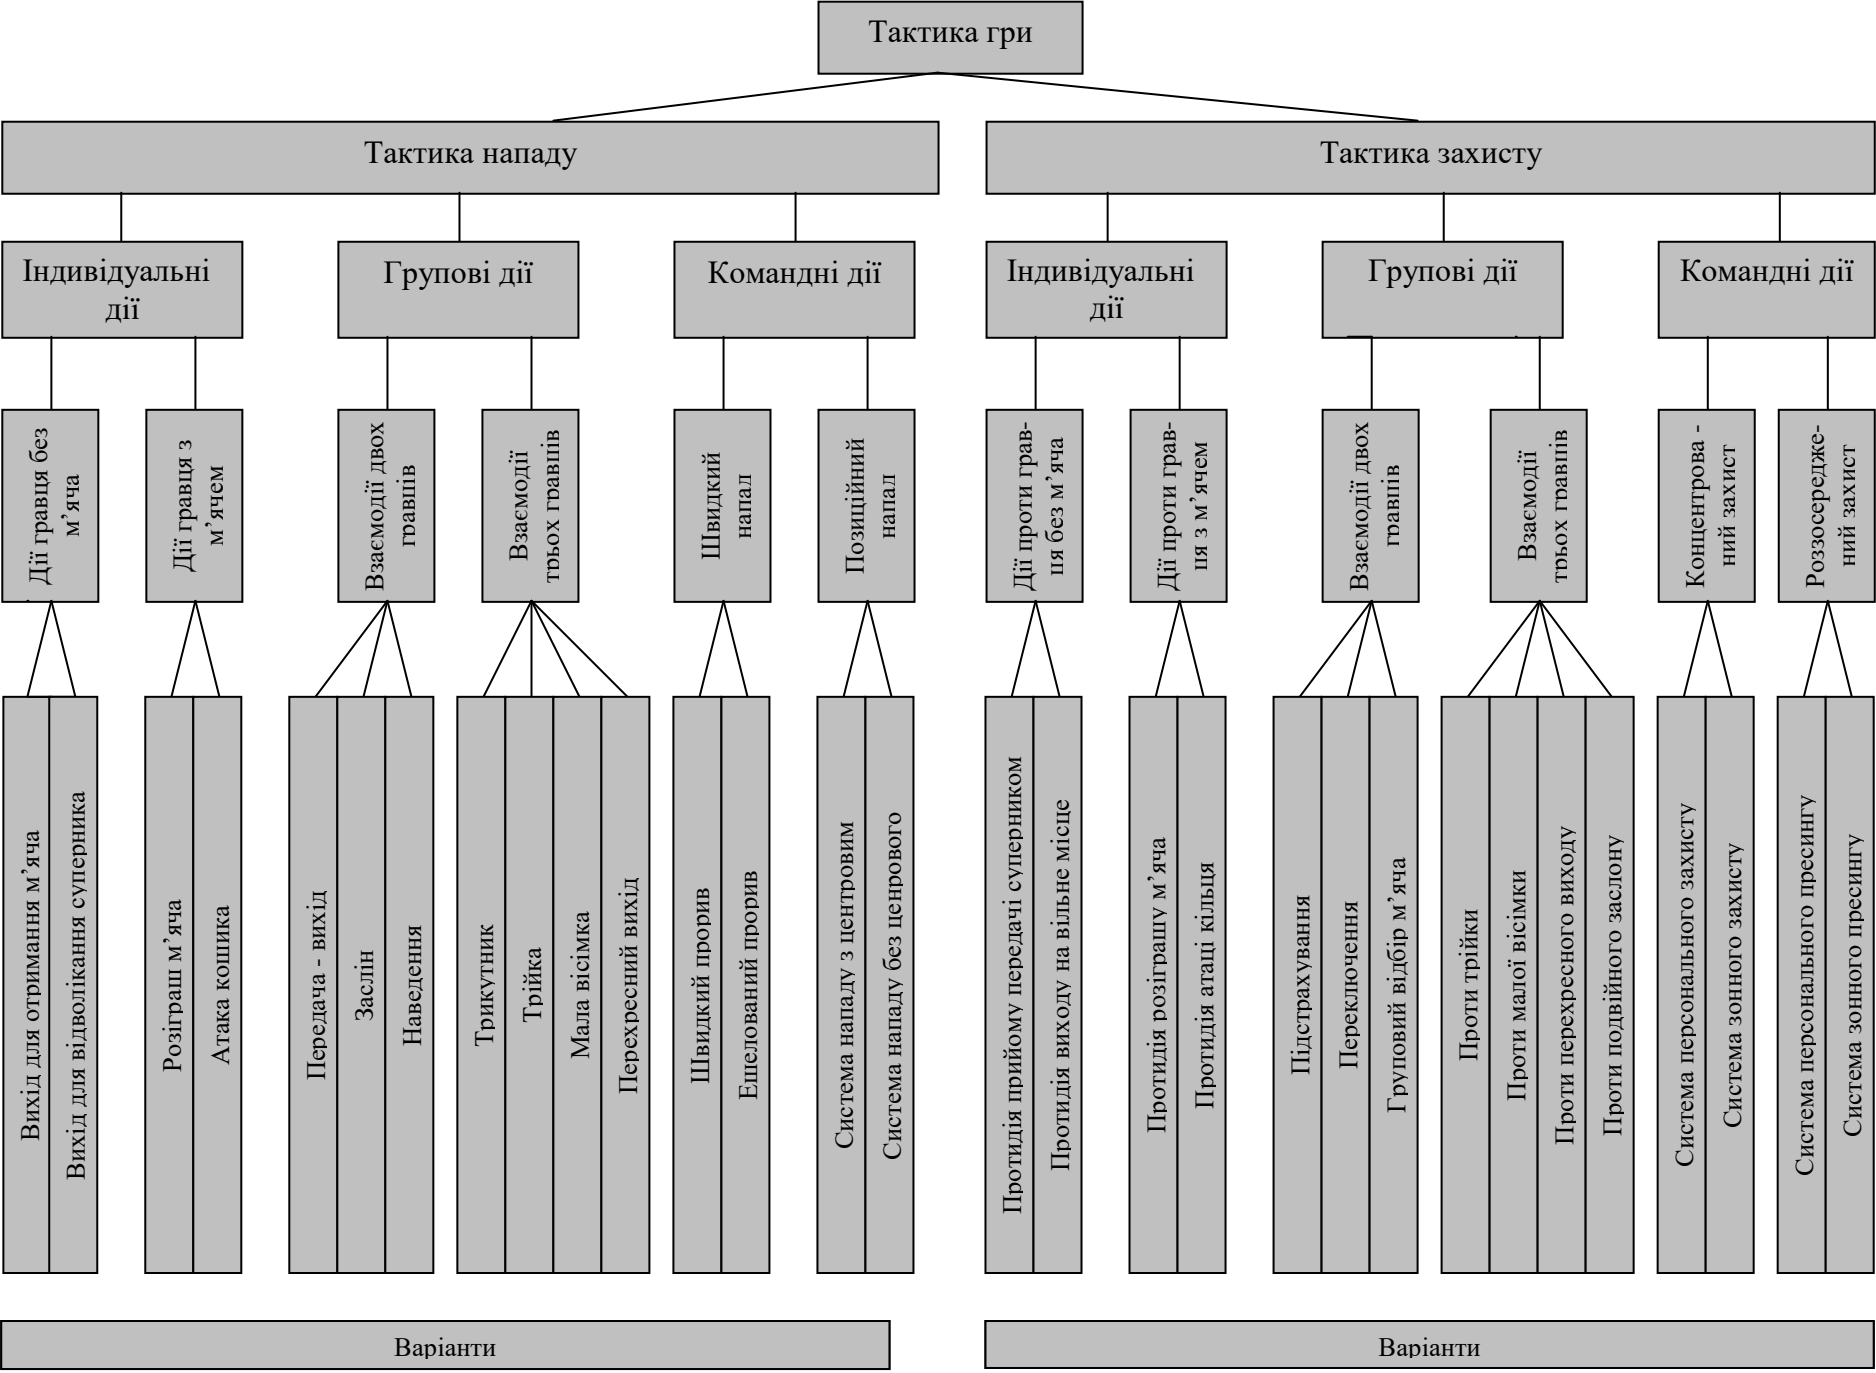 Тактика гри
Тактика нападу
Тактика захисту
Індивідуальні
дії
Групові дії
Командні дії
Індивідуальні
дії
Групові дії
Командні дії
Дії гравця без
м’яча
Дії гравця з
м’ячем
Взаємодії двох
гравців
Взаємодії
трьох гравців
Швидкий
напад
Позиційний
напад
Дії проти грав-
ця без м’яча
Дії проти грав-
ця з м’ячем
Взаємодії двох
гравців
Взаємодії
трьох гравців
Концентрова -
ний захист
Роззосередже-
ний захист
Вихід для отримання м’яча
Вихід для відволікання суперника
Розіграш м’яча
Атака кошика
Передача - вихід
Заслін
Наведення
Трикутник
Трійка
Мала вісімка
Перехресний вихід
Швидкий прорив
Ешелований прорив
Система нападу з центровим
Система нападу без ценрового
Протидія прийому передачі суперником
Протидія виходу на вільне місце
Протидія розіграшу м’яча
Протидія атаці кільця
Підстрахування
Переключення
Груповий відбір м’яча
Проти трійки
Проти малої вісімки
Проти перехресного виходу
Проти подвійного заслону
Система персонального захисту
Система зонного захисту
Система персонального пресингу
Система зонного пресингу
Варіанти
Варіанти